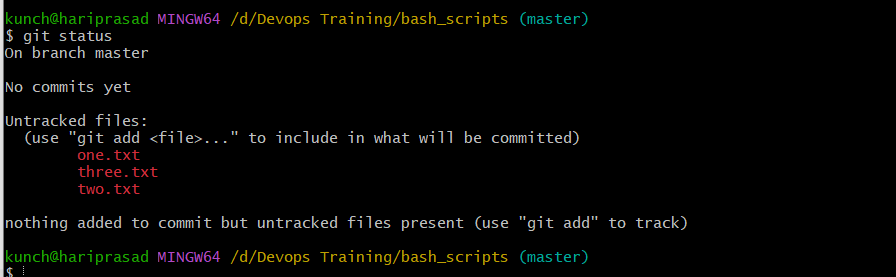 kunch@hariprasad MINGW64 /d/Devops Training/bash_scripts (master)
$ git status
On branch master
No commits yet
Untracked files:
  (use "git add <file>..." to include in what will be committed)
        one.txt
        three.txt
        two.txt
nothing added to commit but untracked files present (use "git add" to track)
kunch@hariprasad MINGW64 /d/Devops Training/bash_scripts (master)
$